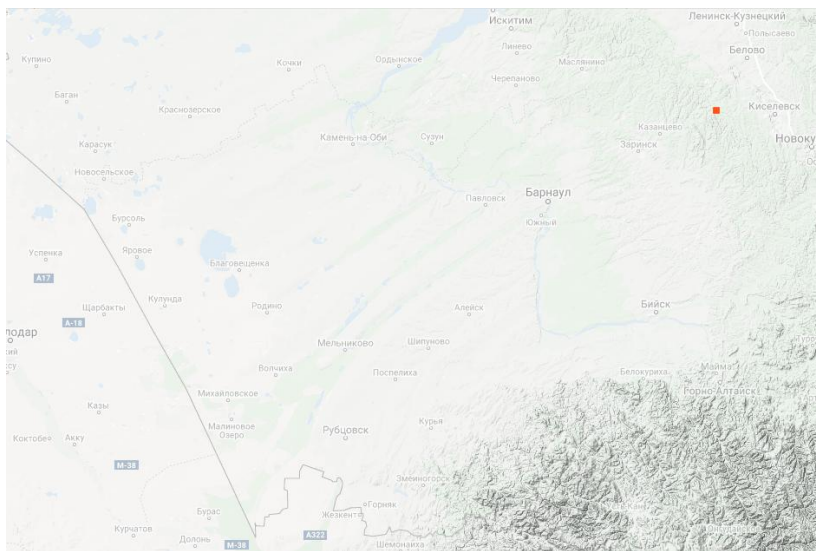 Искитим
Ленинск-Кузнецкий
Полысаево
Линево
Белово
Купино
Кочки
Ордынское
Маслянино
Черепаново
Баган
Краснозерское
Киселевск
Казанцево
Камень-на-Оби
Сузун
Заринск
Новоку
Карасук
Новосельское
Барнаул
Павловск
Бурсоль
Южный
Успенка
Яровое
Благовещенка
А17
Щарбакты
Кулунда
Родино
Алейск
Бийск
А-18
лодар
Шипуново
Мельниково
Волчиха
Поспелиха
Белокуриха
Майма
Горно-Алтайск
Михайловское
Казы
Малиновое
Озеро
Рубцовск
Курья
Коктобея
Акку
М-38
Змеиногорск
Горняк
Бурас
Жезкент
Курчатов
Долонь
М-38
А322
Шемонаиха